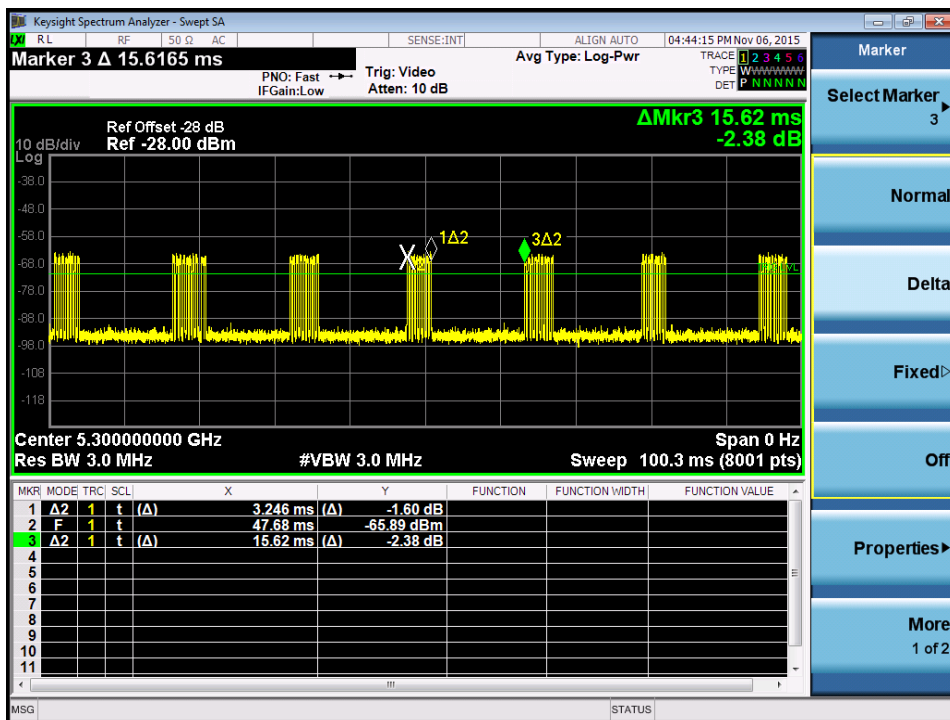 Keysight Spectrum Analyzer - Swept SA
LXI RL RF 50 Ω AC SENSE:INT ALIGN AUTO 04:44:15 PM Nov 06, 2015
Marker 3 Δ 15.6165 ms
PNO: Fast
IFGain:Low
Trig: Video
Atten: 10 dB
Avg Type: Log-Pwr
TRACE 1 2 3 4 5 6
TYPE WWWWWW
DET P N N N N N
ΔMkr3 15.62 ms
-2.38 dB
Ref Offset -28 dB
10 dB/div Ref -28.00 dBm
Log
-38.0
-48.0
-58.0
-68.0
-78.0
-88.0
-98.0
-108
-118
X2
1Δ2
3Δ2
Center 5.300000000 GHz Span 0 Hz
Res BW 3.0 MHz #VBW 3.0 MHz Sweep 100.3 ms (8001 pts)
MKR MODE TRC SCL X Y FUNCTION FUNCTION WIDTH FUNCTION VALUE
1 Δ2 1 t (Δ) 3.246 ms (Δ) -1.60 dB
2 F 1 t 47.68 ms -65.89 dBm
3 Δ2 1 t (Δ) 15.62 ms (Δ) -2.38 dB
4
5
6
7
8
9
10
11
MSG STATUS
Marker
Select Marker
3
Normal
Delta
Fixed
Off
Properties
More
1 of 2